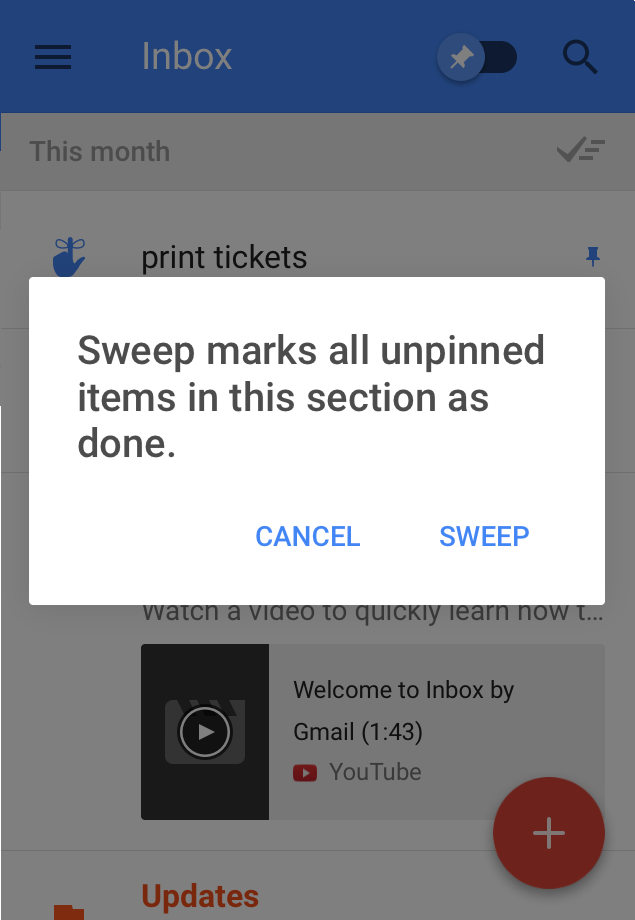 Inbox
This month
print tickets
Sweep marks all unpinned
items in this section as
done.
CANCEL SWEEP
Watch a video to quickly learn how t…
Welcome to Inbox by
Gmail (1:43)
YouTube
Updates